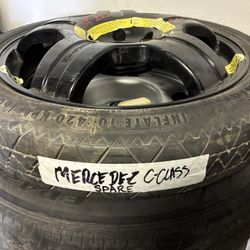 INFLATE TO 420
MERCEDEZ C-CLASS
SPARE